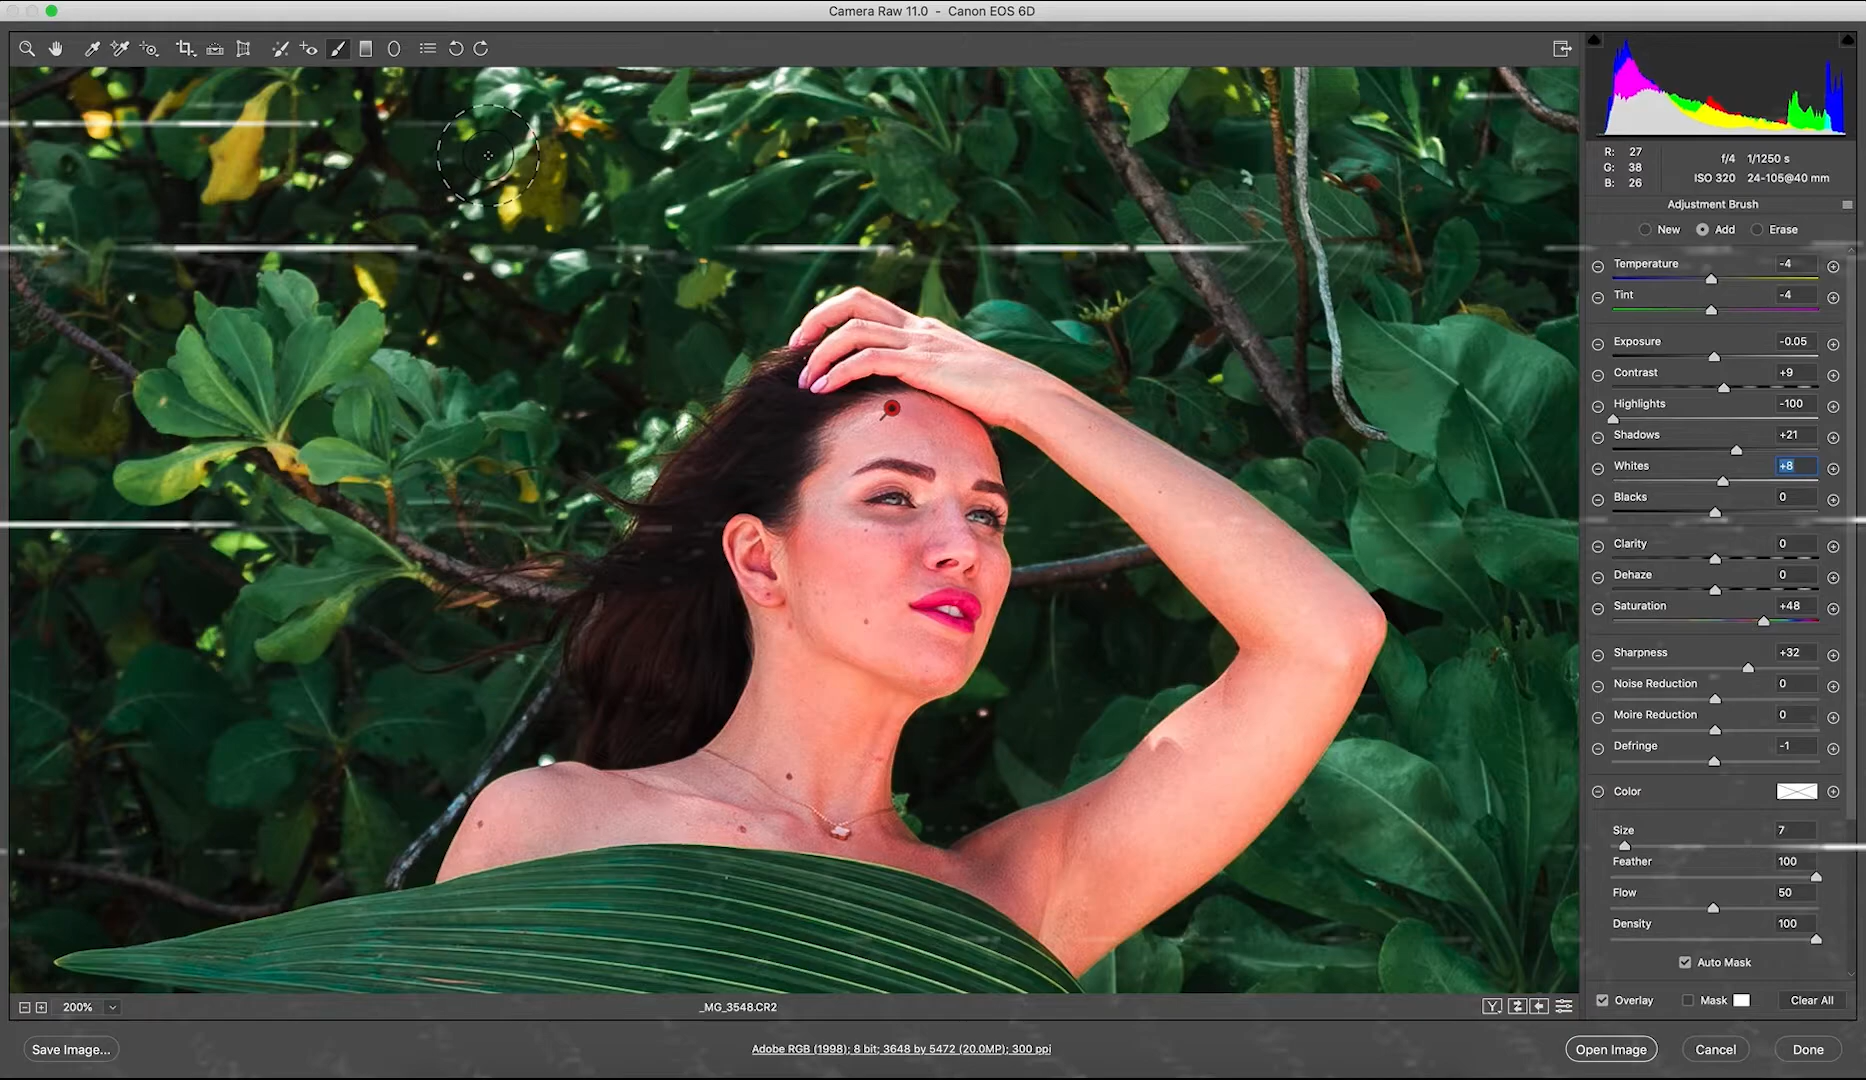 Camera Raw 11.0 - Canon EOS 6D
R: 27
G: 38
B: 26
f/4 1/1250 s
ISO 320 24-105@40 mm
Adjustment Brush
New Add Erase
Temperature -4
Tint -4
Exposure -0.05
Contrast +9
Highlights -100
Shadows +21
Whites +8
Blacks 0
Clarity 0
Dehaze 0
Saturation +48
Sharpness +32
Noise Reduction 0
Moire Reduction 0
Defringe -1
Color
Size 7
Feather 100
Flow 50
Density 100
Auto Mask
Overlay Mask Clear All
200%
_MG_3548.CR2
Y
Save Image...
Adobe RGB (1998); 8 bit; 3648 by 5472 (20.0MP); 300 ppi
Open Image Cancel Done